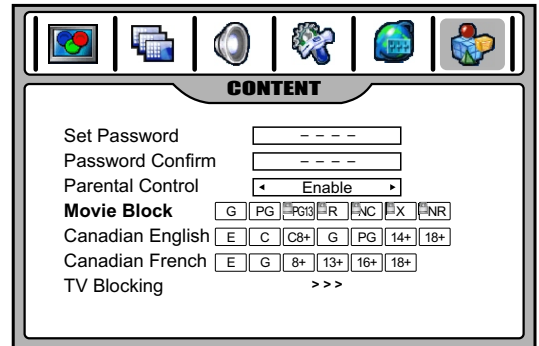 CONTENT
Set Password - - - -
Password Confirm - - - -
Parental Control Enable
Movie Block G PG PG13 R NC X NR
Canadian English E C C8+ G PG 14+ 18+
Canadian French E G 8+ 13+ 16+ 18+
TV Blocking >>>